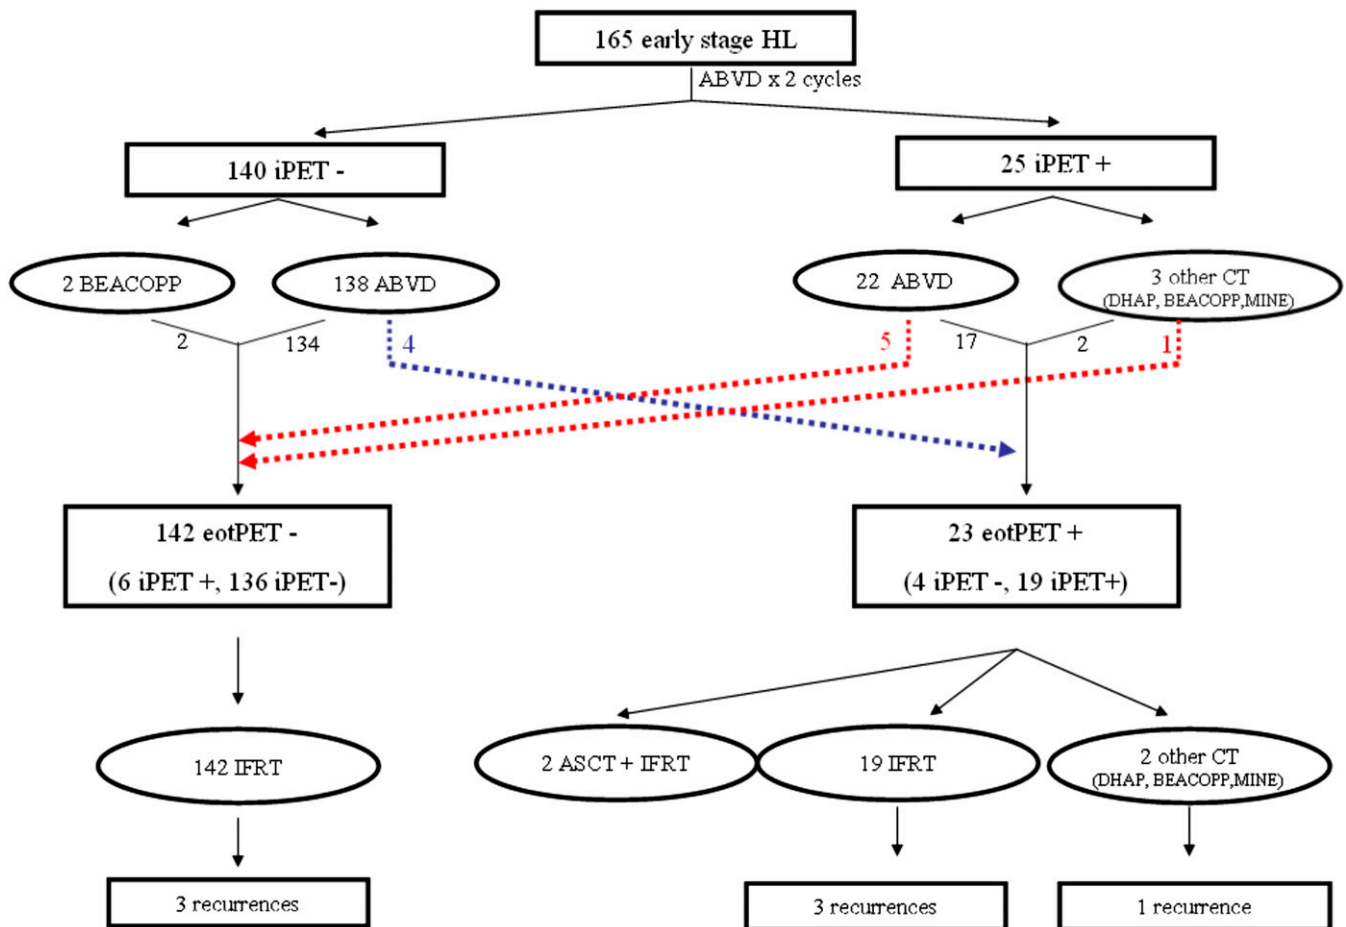 165 early stage HL
ABVD x 2 cycles
140 iPET -
25 iPET +
2 BEACOPP
138 ABVD
22 ABVD
3 other CT
(DHAP, BEACOPP,MINE)
2
134
4
5
17
2
1
142 eotPET -
(6 iPET +, 136 iPET-)
23 eotPET +
(4 iPET -, 19 iPET+)
142 IFRT
2 ASCT + IFRT
19 IFRT
2 other CT
(DHAP, BEACOPP,MINE)
3 recurrences
3 recurrences
1 recurrence